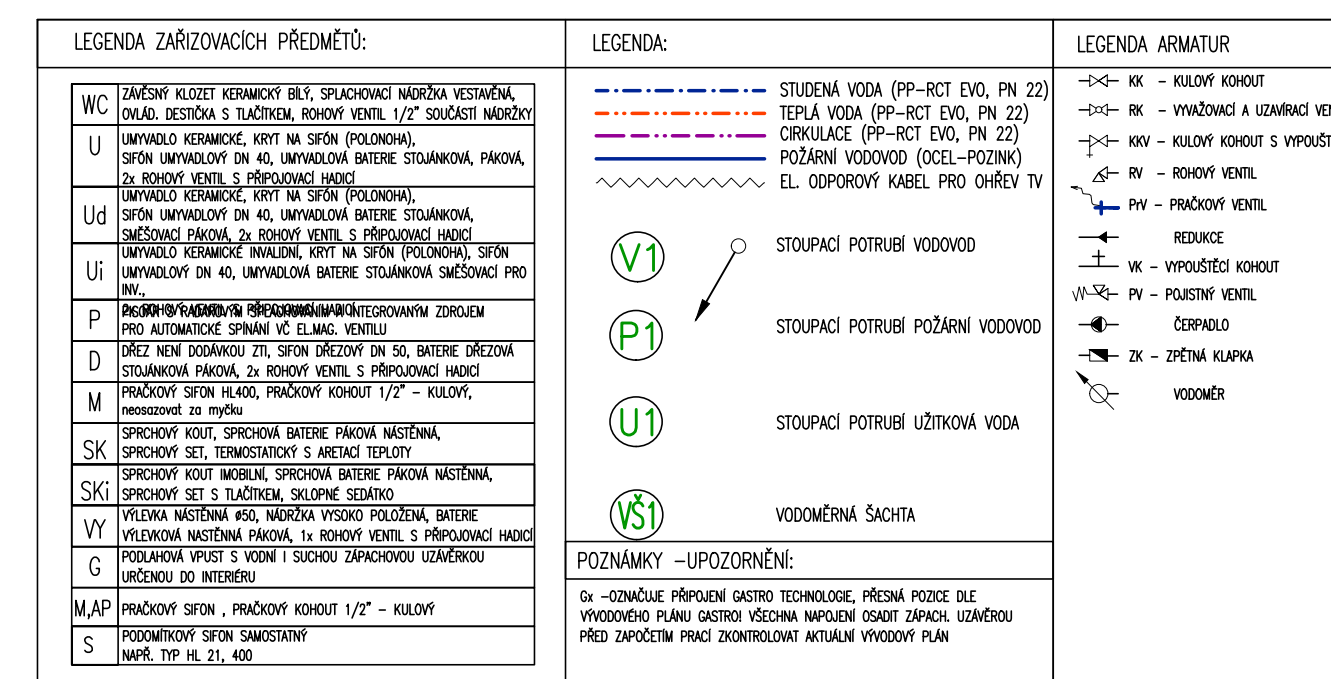 LEGENDA ZAŘIZOVACÍCH PŘEDMĚTŮ:
WC
ZÁVĚSNÝ KLOZET KERAMICKÝ BÍLÝ, SPLACHOVACÍ NÁDRŽKA VESTAVĚNÁ,
OVLÁD. DESTIČKA S TLAČÍTKEM, ROHOVÝ VENTIL 1/2" SOUČÁSTÍ NÁDRŽKY
U
UMYVADLO KERAMICKÉ, KRYT NA SIFÓN (POLONOHA),
SIFÓN UMYVADLOVÝ DN 40, UMYVADLOVÁ BATERIE STOJÁNKOVÁ, PÁKOVÁ,
2x ROHOVÝ VENTIL S PŘIPOJOVACÍ HADICÍ
Ud
UMYVADLO KERAMICKÉ, KRYT NA SIFÓN (POLONOHA),
SIFÓN UMYVADLOVÝ DN 40, UMYVADLOVÁ BATERIE STOJÁNKOVÁ,
SMĚŠOVACÍ PÁKOVÁ, 2x ROHOVÝ VENTIL S PŘIPOJOVACÍ HADICÍ
Ui
UMYVADLO KERAMICKÉ INVALIDNÍ, KRYT NA SIFÓN (POLONOHA), SIFÓN
UMYVADLOVÝ DN 40, UMYVADLOVÁ BATERIE STOJÁNKOVÁ SMĚŠOVACÍ PRO
INV.,
2x ROHOVÝ VENTIL S PŘIPOJOVACÍ HADICÍ
P
PISOÁR S RADAROVÝM SPLACHOVÁNÍM A INTEGROVANÝM ZDROJEM
PRO AUTOMATICKÉ SPÍNÁNÍ VČ EL.MAG. VENTILU
D
DŘEZ NENÍ DODÁVKOU ZTI, SIFON DŘEZOVÝ DN 50, BATERIE DŘEZOVÁ
STOJÁNKOVÁ PÁKOVÁ, 2x ROHOVÝ VENTIL S PŘIPOJOVACÍ HADICÍ
M
PRAČKOVÝ SIFON HL400, PRAČKOVÝ KOHOUT 1/2" – KULOVÝ,
neosazovat za myčku
SK
SPRCHOVÝ KOUT, SPRCHOVÁ BATERIE PÁKOVÁ NÁSTĚNNÁ,
SPRCHOVÝ SET, TERMOSTATICKÝ S ARETACÍ TEPLOTY
SKi
SPRCHOVÝ KOUT IMOBILNÍ, SPRCHOVÁ BATERIE PÁKOVÁ NÁSTĚNNÁ,
SPRCHOVÝ SET S TLAČÍTKEM, SKLOPNÉ SEDÁTKO
VY
VÝLEVKA NÁSTĚNNÁ ø50, NÁDRŽKA VYSOKO POLOŽENÁ, BATERIE
VÝLEVKOVÁ NASTĚNNÁ PÁKOVÁ, 1x ROHOVÝ VENTIL S PŘIPOJOVACÍ HADICÍ
G
PODLAHOVÁ VPUST S VODNÍ I SUCHOU ZÁPACHOVOU UZÁVĚRKOU
URČENOU DO INTERIÉRU
M,AP
PRAČKOVÝ SIFON , PRAČKOVÝ KOHOUT 1/2" – KULOVÝ
S
PODOMÍTKOVÝ SIFON SAMOSTATNÝ
NAPŘ. TYP HL 21, 400
LEGENDA:
STUDENÁ VODA (PP–RCT EVO, PN 22)
TEPLÁ VODA (PP–RCT EVO, PN 22)
CIRKULACE (PP–RCT EVO, PN 22)
POŽÁRNÍ VODOVOD (OCEL–POZINK)
EL. ODPOROVÝ KABEL PRO OHŘEV TV
V1
STOUPACÍ POTRUBÍ VODOVOD
P1
STOUPACÍ POTRUBÍ POŽÁRNÍ VODOVOD
U1
STOUPACÍ POTRUBÍ UŽITKOVÁ VODA
VŠ1
VODOMĚRNÁ ŠACHTA
POZNÁMKY –UPOZORNĚNÍ:
Gx –OZNAČUJE PŘIPOJENÍ GASTRO TECHNOLOGIE, PŘESNÁ POZICE DLE
VÝVODOVÉHO PLÁNU GASTRO! VŠECHNA NAPOJENÍ OSADIT ZÁPACH. UZÁVĚROU
PŘED ZAPOČETÍM PRACÍ ZKONTROLOVAT AKTUÁLNÍ VÝVODOVÝ PLÁN
LEGENDA ARMATUR
KK – KULOVÝ KOHOUT
RK – VYVAŽOVACÍ A UZAVÍRACÍ VEN
KKV – KULOVÝ KOHOUT S VYPOUŠT
RV – ROHOVÝ VENTIL
PrV – PRAČKOVÝ VENTIL
REDUKCE
VK – VYPOUŠTĚCÍ KOHOUT
PV – POJISTNÝ VENTIL
ČERPADLO
ZK – ZPĚTNÁ KLAPKA
VODOMĚR